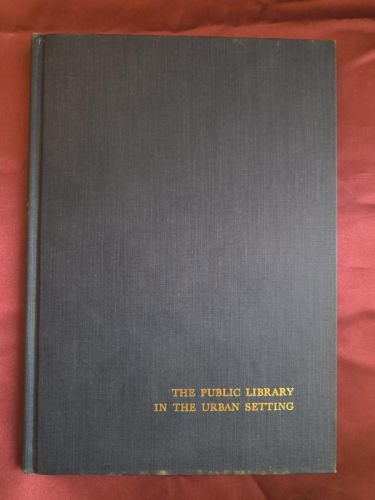 THE PUBLIC LIBRARY
IN THE URBAN SETTING